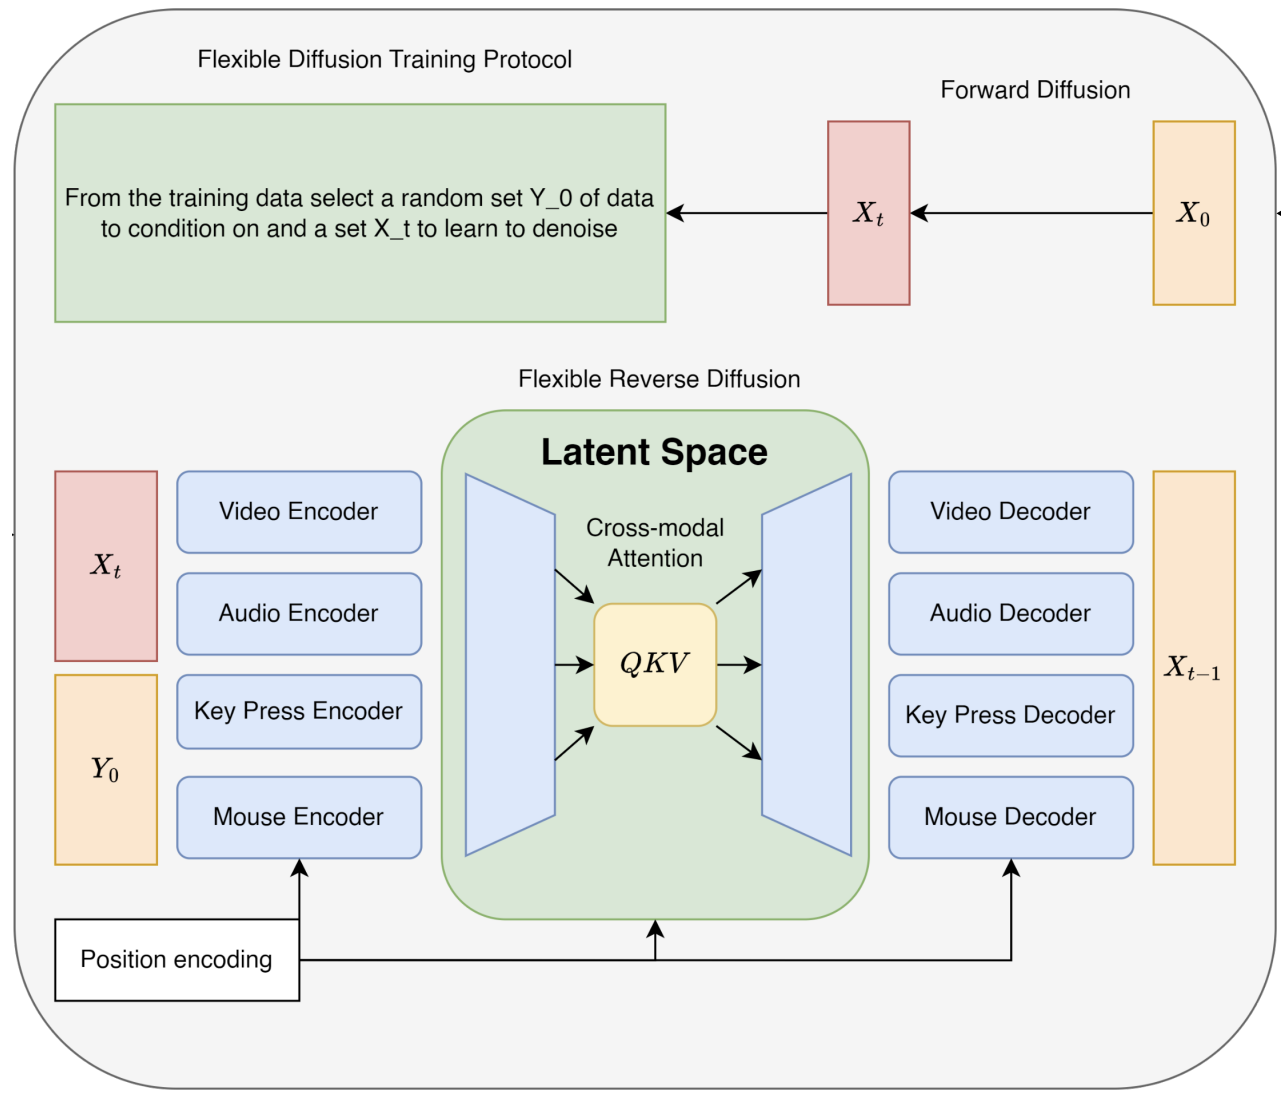 Flexible Diffusion Training Protocol
Forward Diffusion
From the training data select a random set Y_0 of data
to condition on and a set X_t to learn to denoise
X_t
X_0
Flexible Reverse Diffusion
Latent Space
X_t
Y_0
Video Encoder
Audio Encoder
Key Press Encoder
Mouse Encoder
Cross-modal
Attention
QKV
Video Decoder
Audio Decoder
Key Press Decoder
Mouse Decoder
X_{t-1}
Position encoding